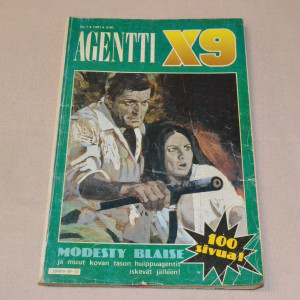 AGENTTI X9
100
sivua!
MODESTY BLAISE
ja muut kovan tason huippuagentit
iskevät jälleen!